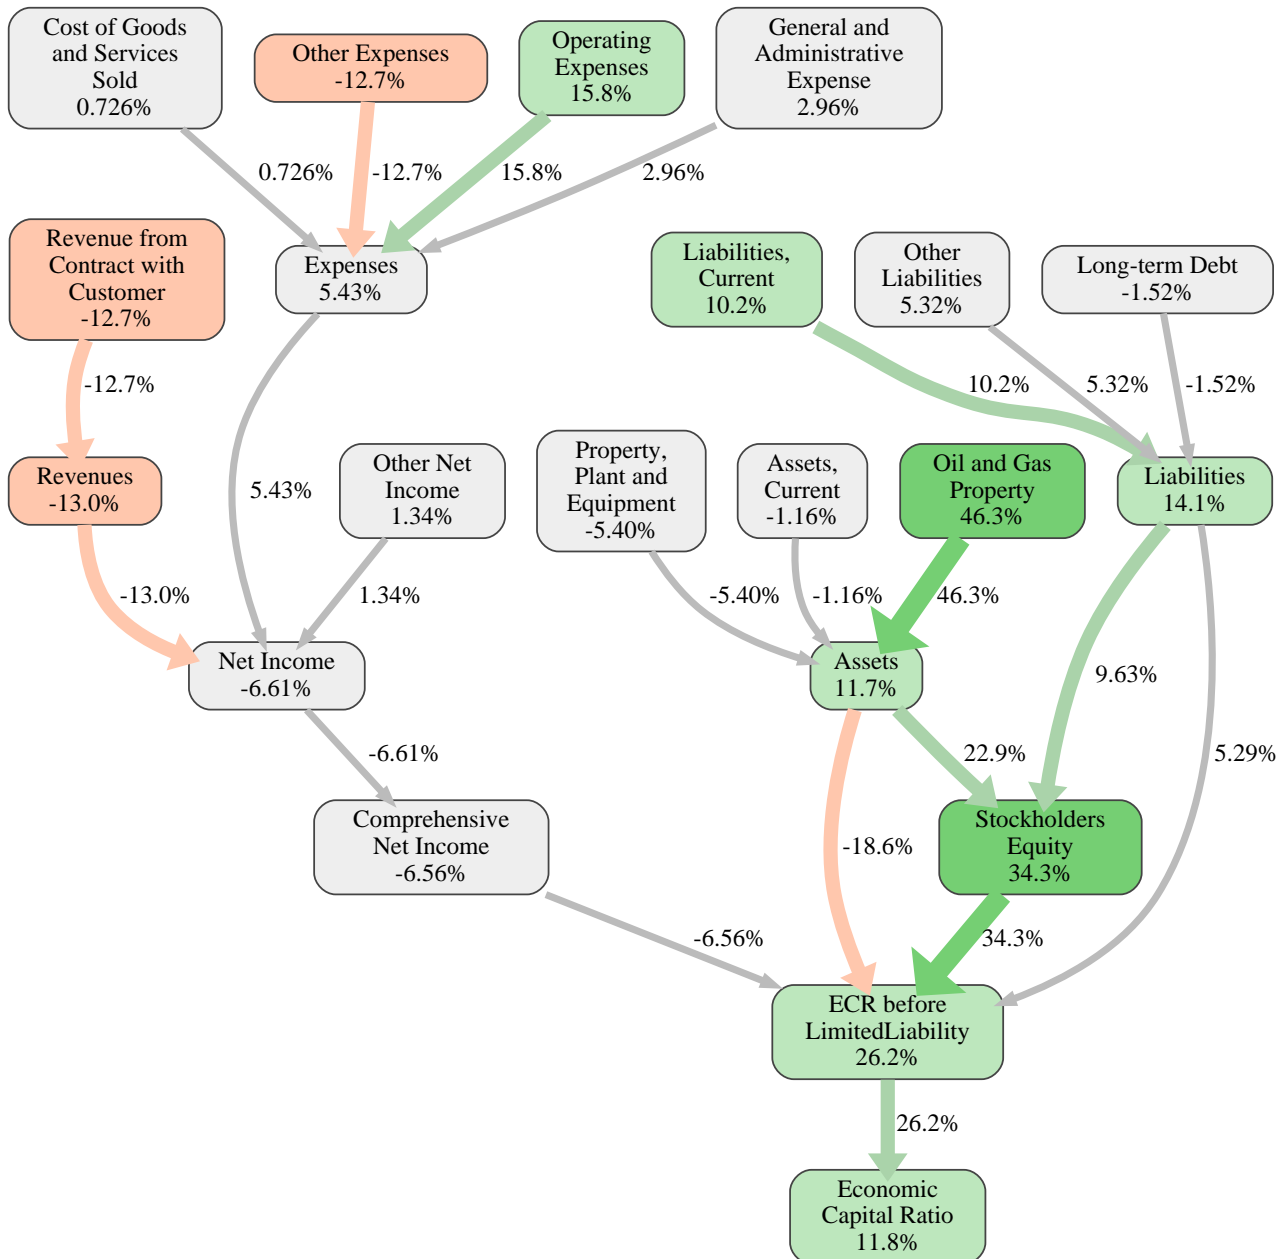 Cost of Goods
and Services
Sold
0.726%
Other Expenses
-12.7%
Operating
Expenses
15.8%
General and
Administrative
Expense
2.96%
0.726%
-12.7%
15.8%
2.96%
Revenue from
Contract with
Customer
-12.7%
Expenses
5.43%
Liabilities,
Current
10.2%
Other
Liabilities
5.32%
Long-term Debt
-1.52%
-12.7%
10.2%
5.32%
-1.52%
Revenues
-13.0%
5.43%
Other Net
Income
1.34%
Property,
Plant and
Equipment
-5.40%
Assets,
Current
-1.16%
Oil and Gas
Property
46.3%
Liabilities
14.1%
-13.0%
1.34%
-5.40%
-1.16%
46.3%
Net Income
-6.61%
Assets
11.7%
9.63%
-6.61%
22.9%
5.29%
Comprehensive
Net Income
-6.56%
-18.6%
Stockholders
Equity
34.3%
-6.56%
34.3%
ECR before
LimitedLiability
26.2%
26.2%
Economic
Capital Ratio
11.8%